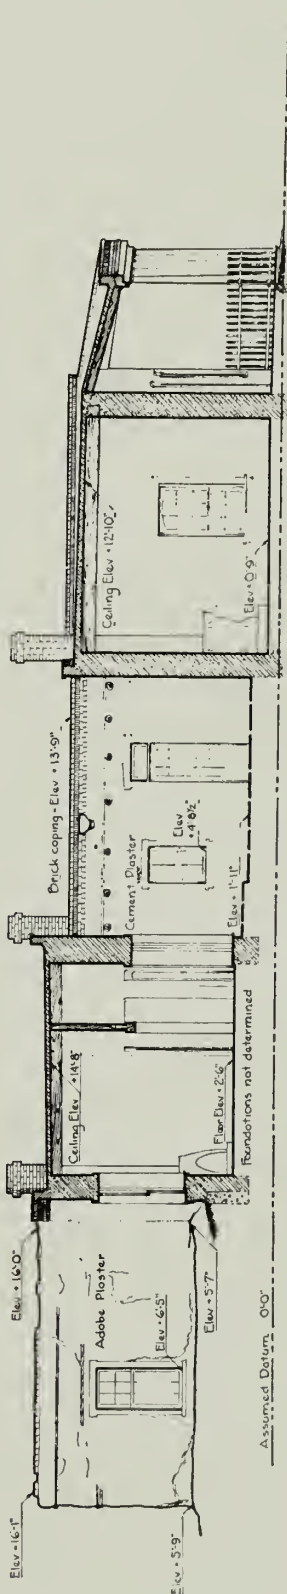 Elev + 16'-1"
Elev + 16'-0"
Adobe Plaster
Elev + 6'-5"
Elev + 5'-9"
Elev + 5'-7"
Ceiling Elev +14'-8"
Floor Elev + 2'-6"
Foundations not determined
Assumed Datum 0'-0"
Brick coping - Elev + 13'-9"
Cement Plaster
Elev
+ 4'-8½"
Elev + 1'-11"
Ceiling Elev + 12'-10"
Elev + 0'-9"